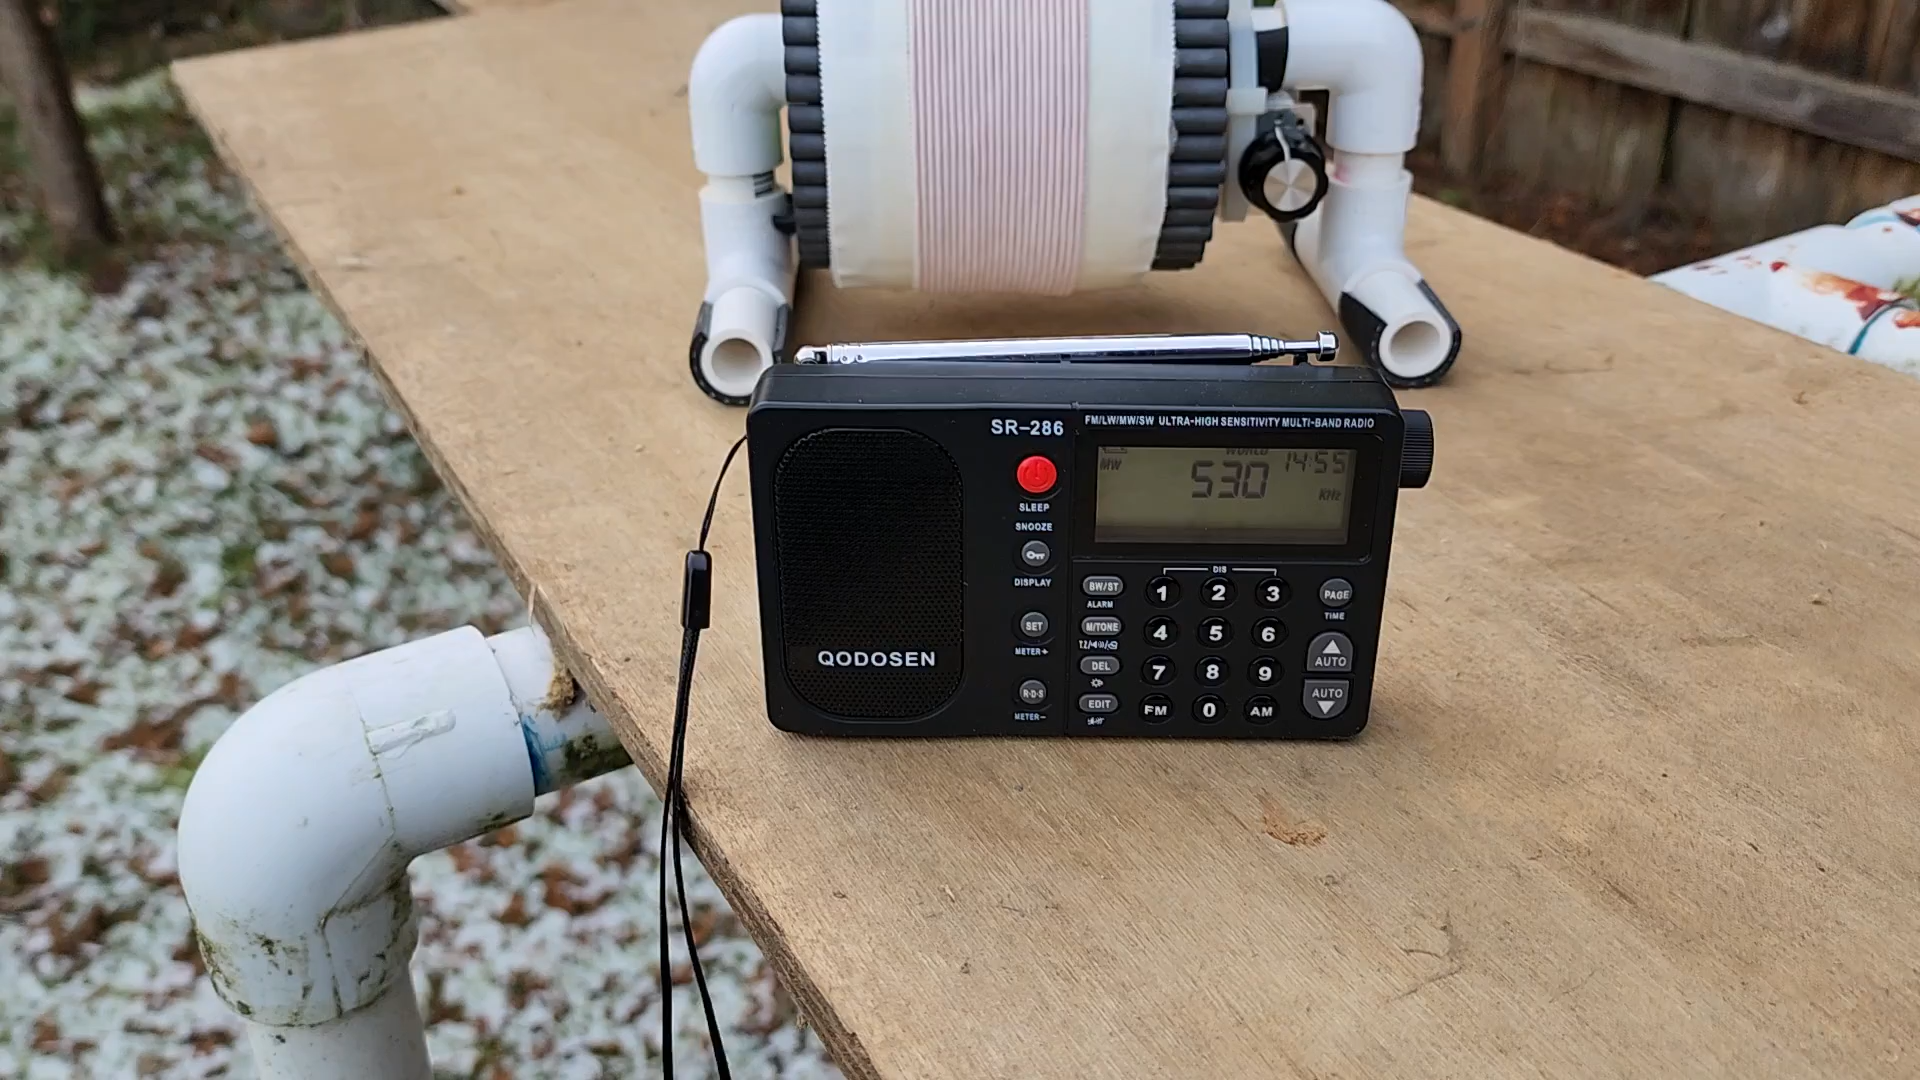 SR-286
FM/LW/MW/SW ULTRA-HIGH SENSITIVITY MULTI-BAND RADIO
WORLD 14:55
MW 530 KHz
SLEEP
SNOOZE
DISPLAY
SET
METER+
R·D·S
METER-
QODOSEN
DIS
BW/ST 1 2 3 PAGE
ALARM TIME
M/TONE 4 5 6 AUTO
DEL 7 8 9 AUTO
EDIT FM 0 AM